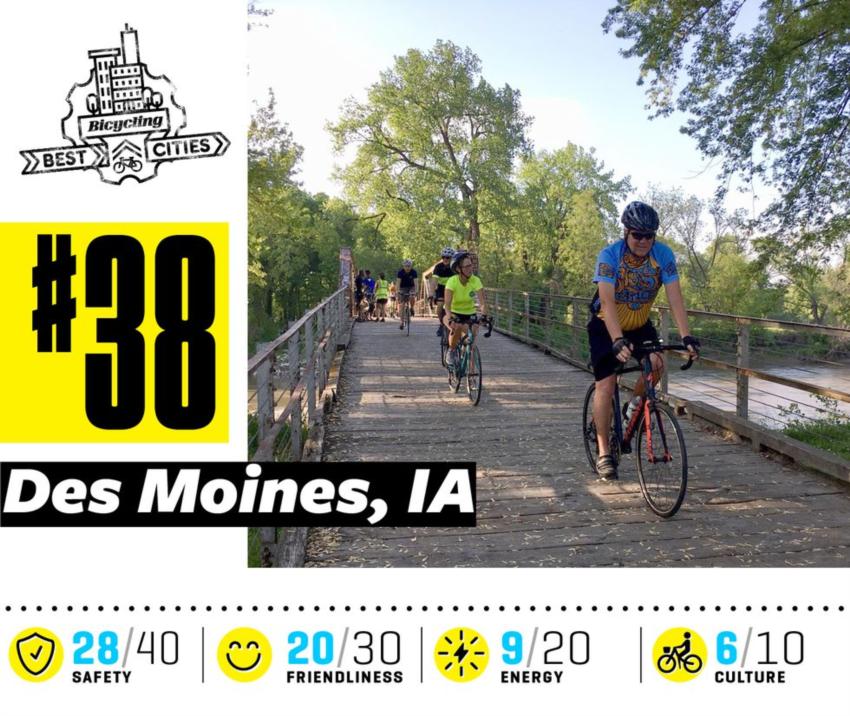 Bicycling
BEST CITIES
#38
Des Moines, IA
28/40
SAFETY
20/30
FRIENDLINESS
9/20
ENERGY
6/10
CULTURE